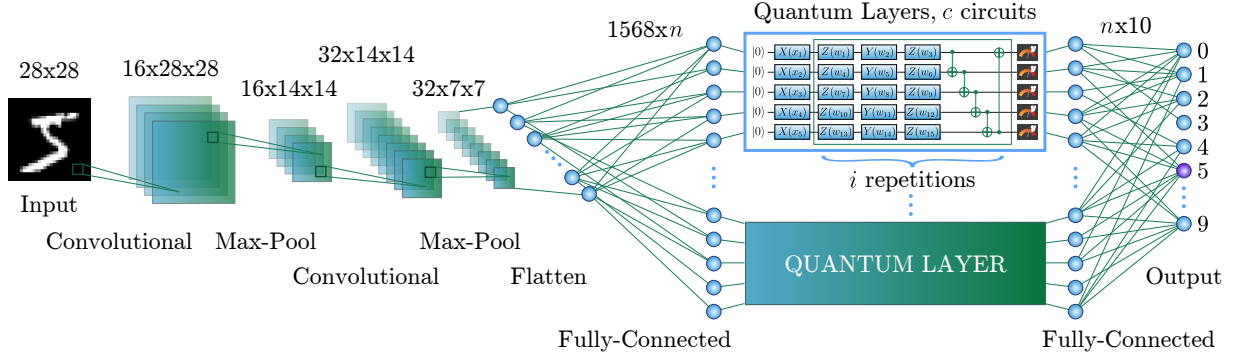 Quantum Layers, c circuits
1568xn
nx10
28x28
16x28x28
16x14x14
32x14x14
32x7x7
|0⟩ X(x₁) Z(w₁) Y(w₂) Z(w₃)
|0⟩ X(x₂) Z(w₄) Y(w₅) Z(w₆)
|0⟩ X(x₃) Z(w₇) Y(w₈) Z(w₉)
|0⟩ X(x₄) Z(w₁₀) Y(w₁₁) Z(w₁₂)
|0⟩ X(x₅) Z(w₁₃) Y(w₁₄) Z(w₁₅)
i repetitions
QUANTUM LAYER
0
1
2
3
4
5
9
Input
Convolutional
Max-Pool
Convolutional
Max-Pool
Flatten
Fully-Connected
Fully-Connected
Output